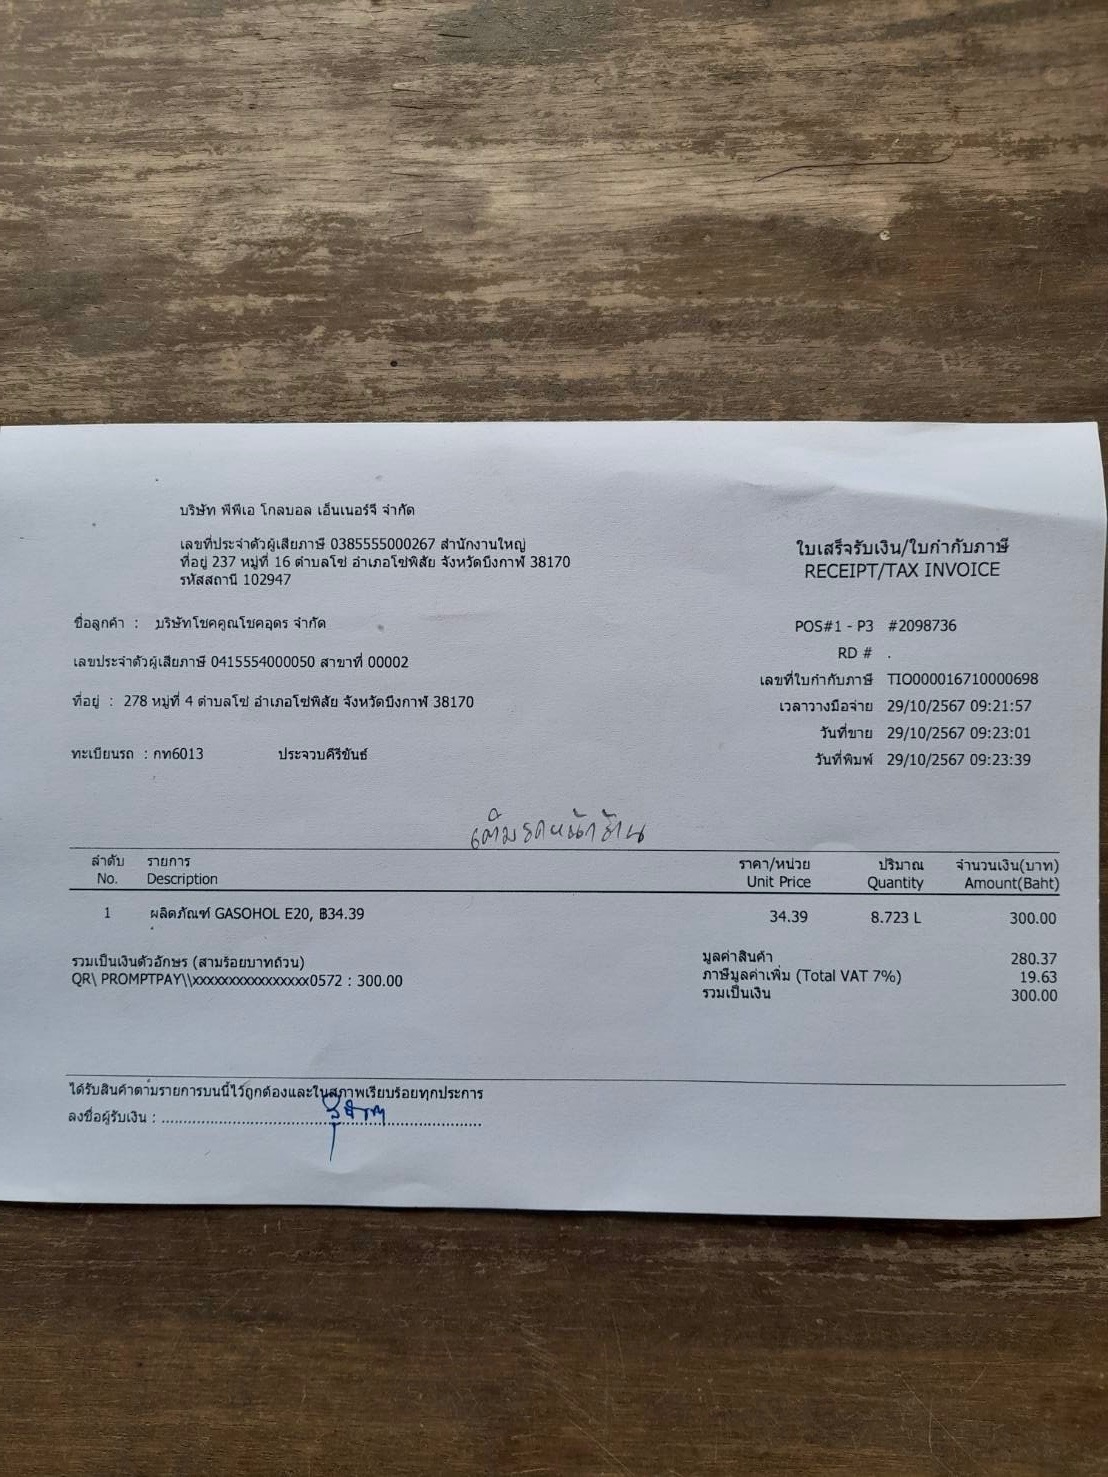 บริษัท พีพีเอ โกลบอล เอ็นเนอร์จี จำกัด
เลขที่ประจำตัวผู้เสียภาษี 0385555000267 สำนักงานใหญ่
ที่อยู่ 237 หมู่ที่ 16 ตำบลโซ่ อำเภอโซ่พิสัย จังหวัดบึงกาฬ 38170
รหัสสถานี 102947
ใบเสร็จรับเงิน/ใบกำกับภาษี
RECEIPT/TAX INVOICE
ชื่อลูกค้า : บริษัทโชคคูณโชคอุดร จำกัด
เลขประจำตัวผู้เสียภาษี 0415554000050 สาขาที่ 00002
ที่อยู่ : 278 หมู่ที่ 4 ตำบลโซ่ อำเภอโซ่พิสัย จังหวัดบึงกาฬ 38170
ทะเบียนรถ : กท6013 ประจวบคีรีขันธ์
POS#1 - P3 #2098736
RD # .
เลขที่ใบกำกับภาษี TIO000016710000698
เวลาวางมือจ่าย 29/10/2567 09:21:57
วันที่ขาย 29/10/2567 09:23:01
วันที่พิมพ์ 29/10/2567 09:23:39
เติมรถหน้าร้าน
ลำดับ รายการ ราคา/หน่วย ปริมาณ จำนวนเงิน(บาท)
No. Description Unit Price Quantity Amount(Baht)
1 ผลิตภัณฑ์ GASOHOL E20, ฿34.39 34.39 8.723 L 300.00
รวมเป็นเงินตัวอักษร (สามร้อยบาทถ้วน)
QR\ PROMPTPAY\\xxxxxxxxxxxxxxxx0572 : 300.00
มูลค่าสินค้า 280.37
ภาษีมูลค่าเพิ่ม (Total VAT 7%) 19.63
รวมเป็นเงิน 300.00
ได้รับสินค้าตามรายการบนนี้ไว้ถูกต้องและในสภาพเรียบร้อยทุกประการ
ลงชื่อผู้รับเงิน :